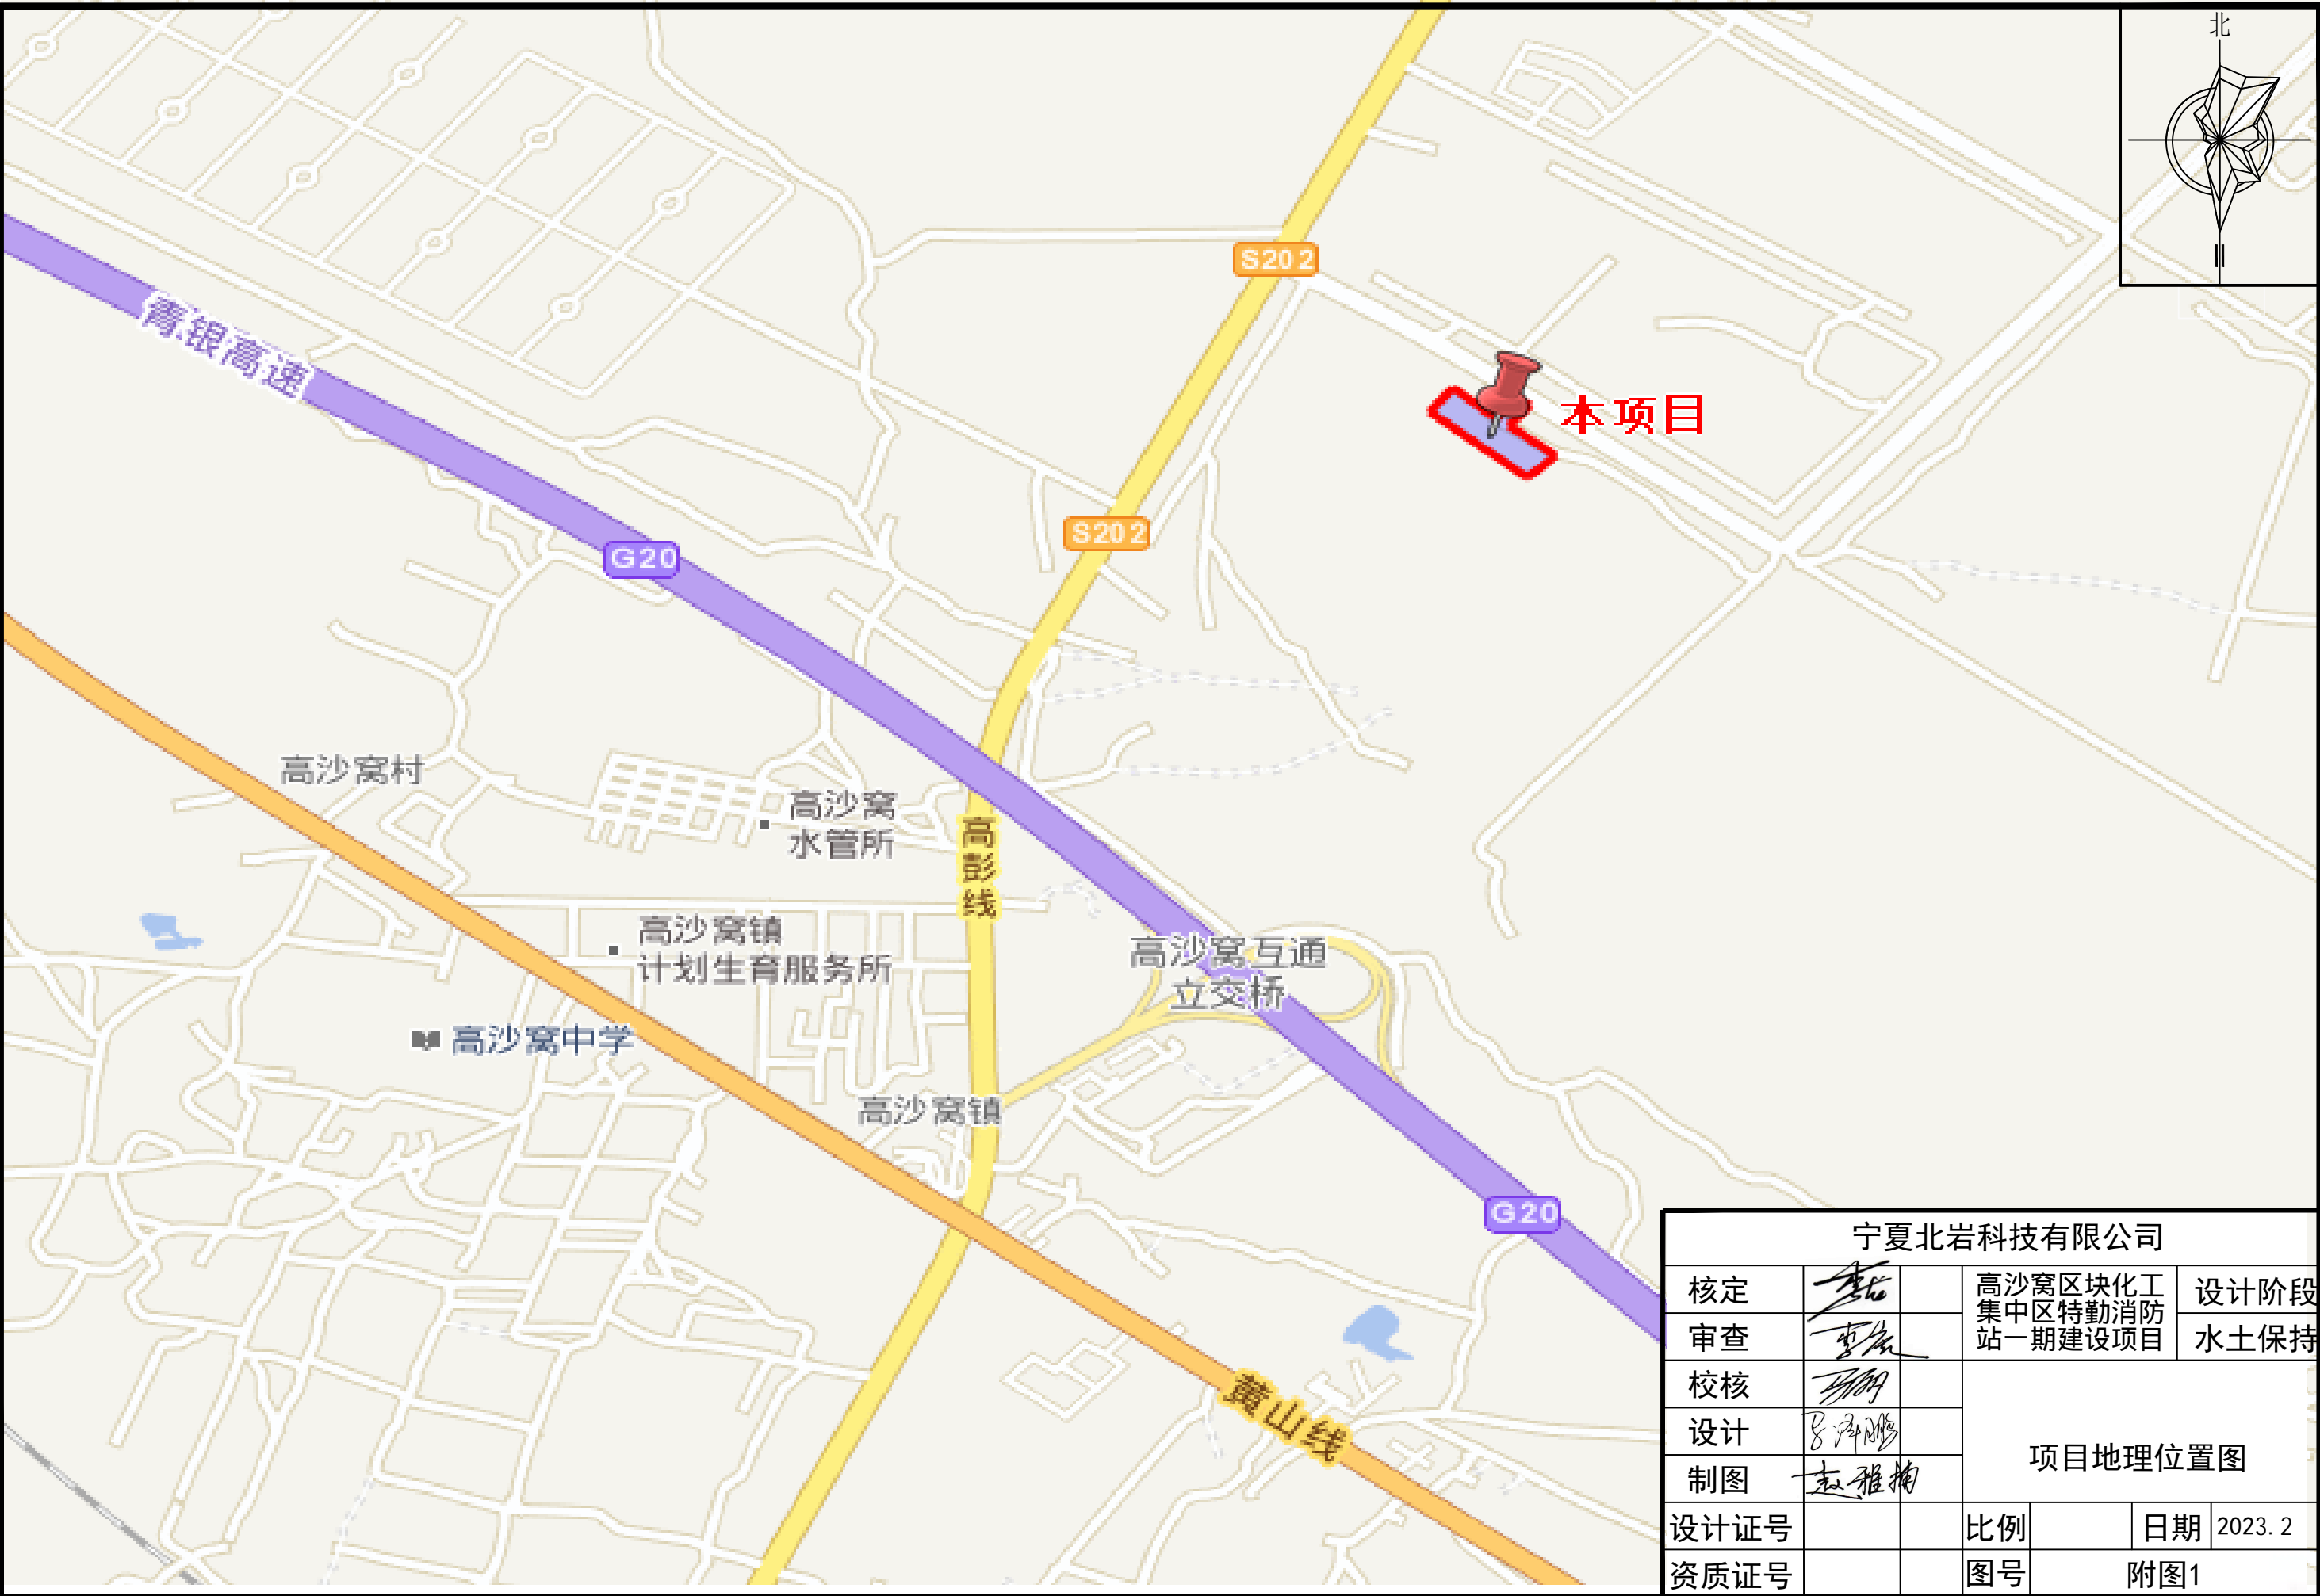 北
S202
本项目
青银高速
S202
G20
高沙窝村
高沙窝
水管所
高彭线
高沙窝镇
计划生育服务所
高沙窝互通
立交桥
高沙窝中学
高沙窝镇
G20
黄山线
宁夏北岩科技有限公司
核定
高沙窝区块化工
集中区特勤消防
站一期建设项目
设计阶段
审查
水土保持
校核
设计
项目地理位置图
制图
设计证号
比例
日期
2023.2
资质证号
图号
附图1